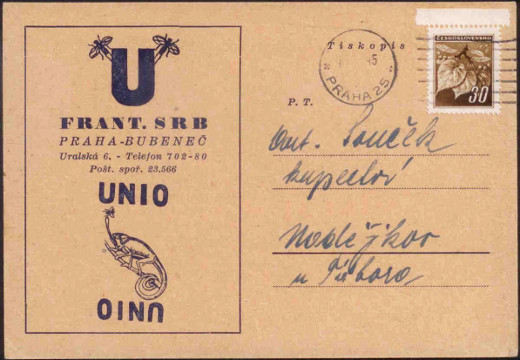 U
FRANT. SRB
PRAHA-BUBENEČ
Uralská 6. - Telefon 702-80
Pošt. spoř. 23.566
UNIO
UNIO
Tiskopis
PRAHA 25
ČESKOSLOVENSKO
30
P. T.
Ant. Souček
kupectví
Nadějkov
u Tábora